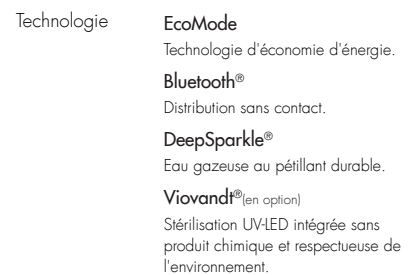 Technologie
EcoMode
Technologie d'économie d'énergie.
Bluetooth®
Distribution sans contact.
DeepSparkle®
Eau gazeuse au pétillant durable.
Viovandt®(en option)
Stérilisation UV-LED intégrée sans
produit chimique et respectueuse de
l'environnement.